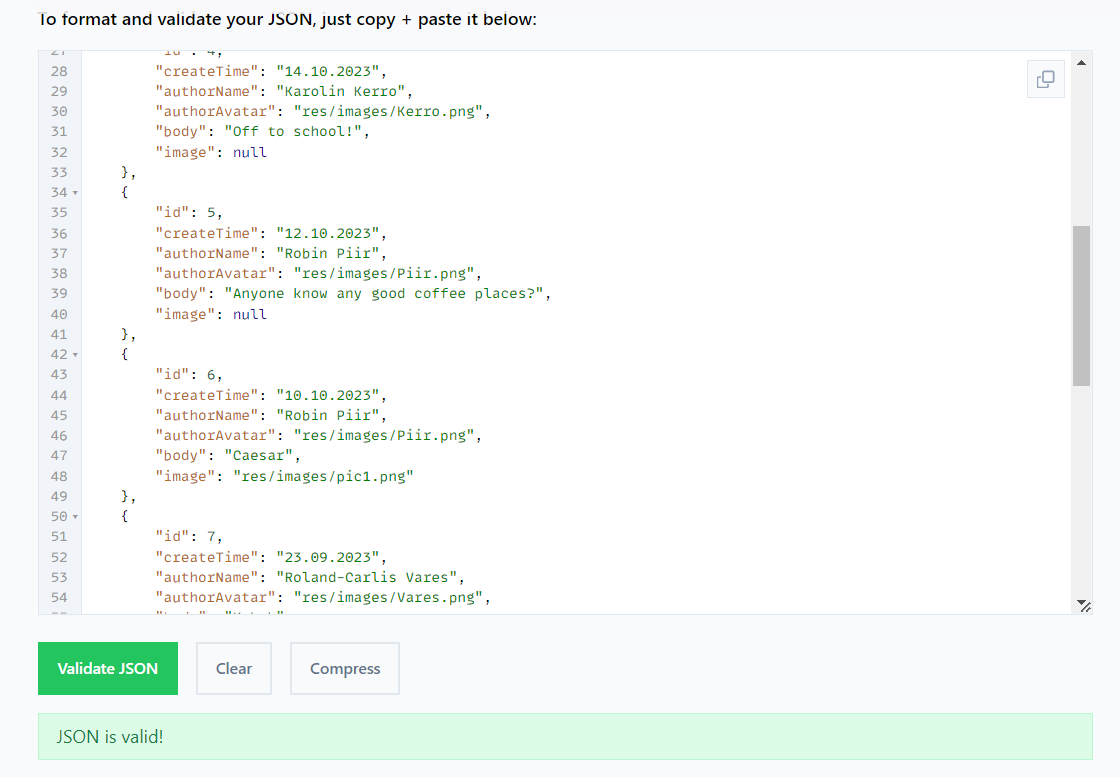 To format and validate your JSON, just copy + paste it below:
27 "id": 4,
28 "createTime": "14.10.2023",
29 "authorName": "Karolin Kerro",
30 "authorAvatar": "res/images/Kerro.png",
31 "body": "Off to school!",
32 "image": null
33 },
34 {
35 "id": 5,
36 "createTime": "12.10.2023",
37 "authorName": "Robin Piir",
38 "authorAvatar": "res/images/Piir.png",
39 "body": "Anyone know any good coffee places?",
40 "image": null
41 },
42 {
43 "id": 6,
44 "createTime": "10.10.2023",
45 "authorName": "Robin Piir",
46 "authorAvatar": "res/images/Piir.png",
47 "body": "Caesar",
48 "image": "res/images/pic1.png"
49 },
50 {
51 "id": 7,
52 "createTime": "23.09.2023",
53 "authorName": "Roland-Carlis Vares",
54 "authorAvatar": "res/images/Vares.png",
Validate JSON
Clear
Compress
JSON is valid!